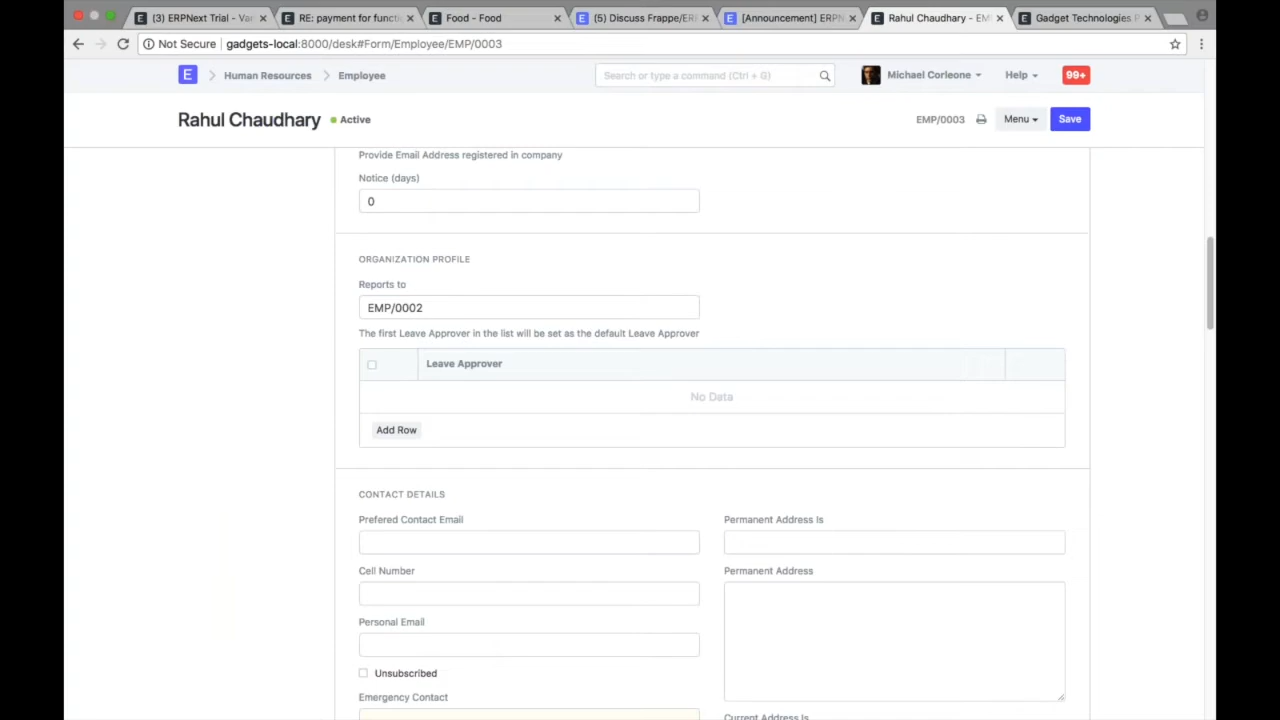 (3) ERPNext Trial - Va
RE: payment for functi
Food - Food
(5) Discuss Frappe/ER
[Announcement] ERPN
Rahul Chaudhary - EM
Gadget Technologies P
Not Secure
gadgets-local:8000/desk#Form/Employee/EMP/0003
E
Human Resources
Employee
Search or type a command (Ctrl + G)
Michael Corleone
Help
99+
Rahul Chaudhary
Active
EMP/0003
Menu
Save
Provide Email Address registered in company
Notice (days)
0
ORGANIZATION PROFILE
Reports to
EMP/0002
The first Leave Approver in the list will be set as the default Leave Approver
Leave Approver
No Data
Add Row
CONTACT DETAILS
Prefered Contact Email
Permanent Address Is
Cell Number
Permanent Address
Personal Email
Unsubscribed
Emergency Contact
Current Address Is